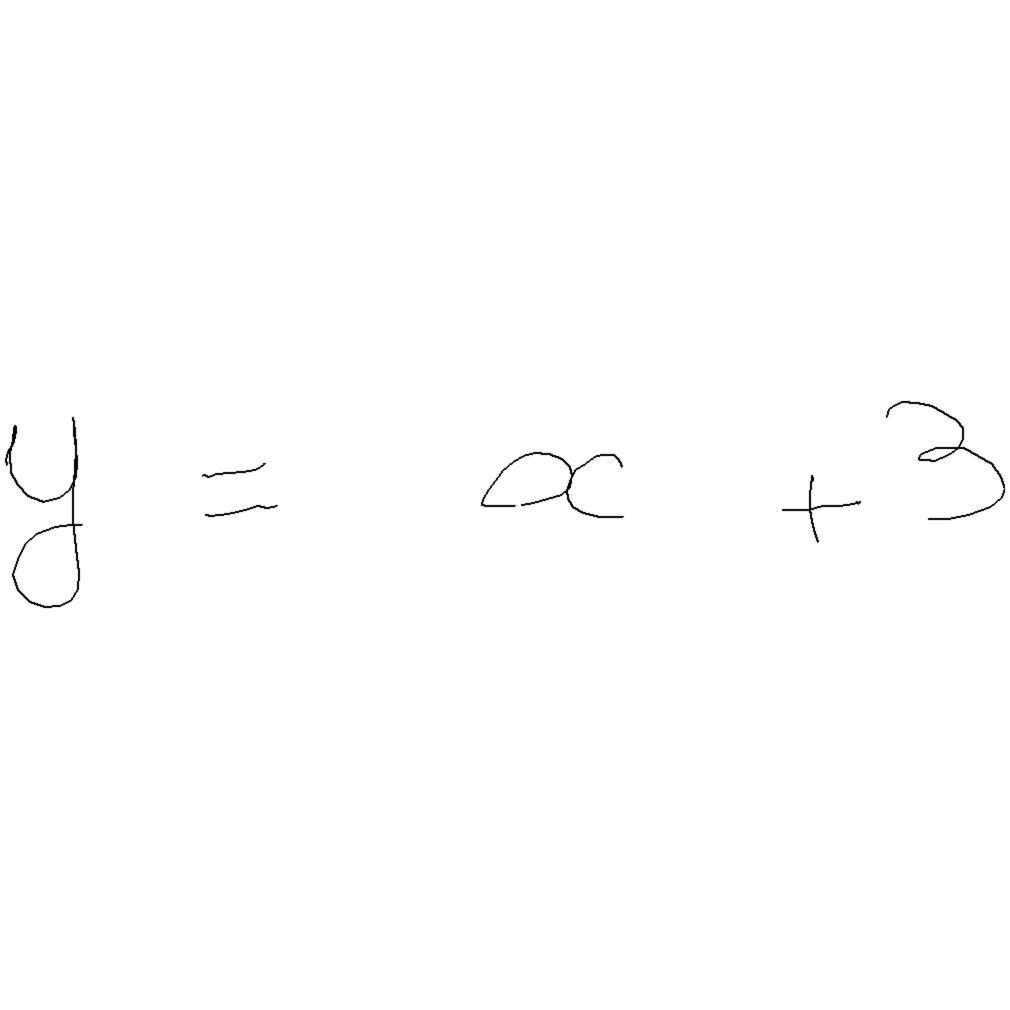 y = x + 3